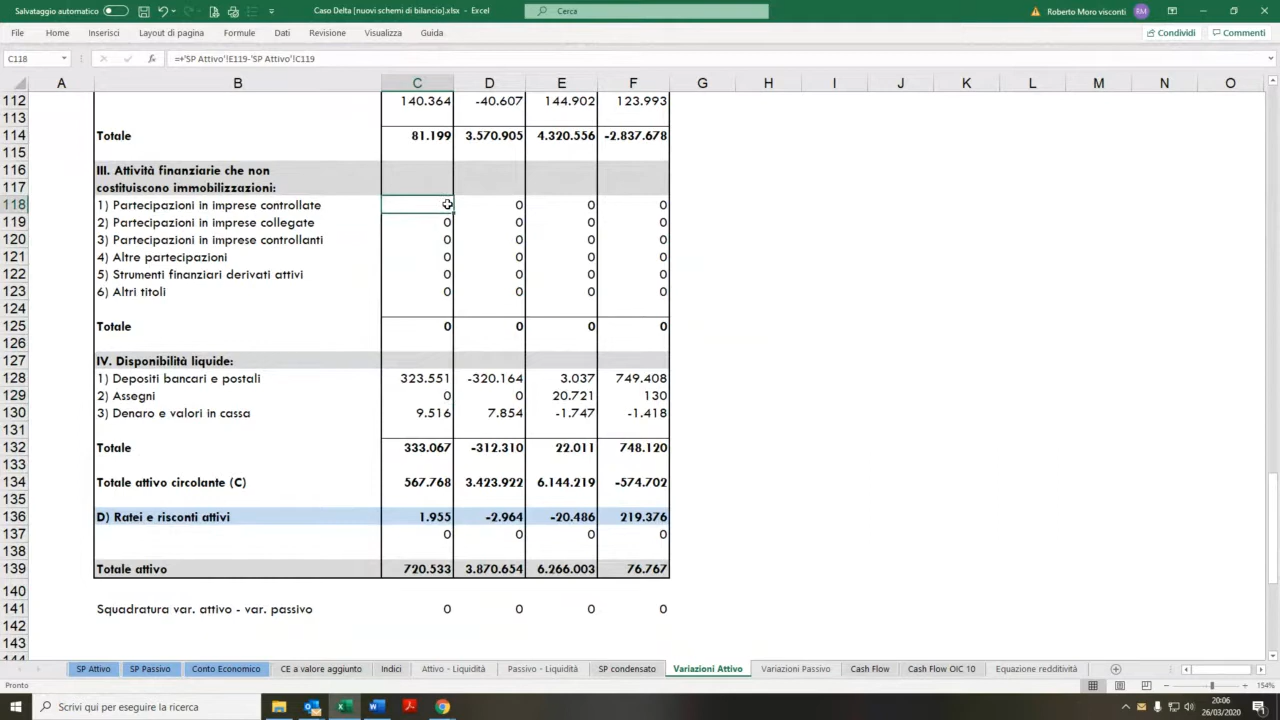 Salvataggio automatico
Caso Delta [nuovi schemi di bilancio].xlsx - Excel
Cerca
Roberto Moro visconti RM
File Home Inserisci Layout di pagina Formule Dati Revisione Visualizza Guida
Condividi Commenti
C118 fx =+'SP Attivo'!E119-'SP Attivo'!C119
A B C D E F G H I J K L M N O
112 140.364 -40.607 144.902 123.993
113
114 Totale 81.199 3.570.905 4.320.556 -2.837.678
115
116 III. Attività finanziarie che non
117 costituiscono immobilizzazioni:
118 1) Partecipazioni in imprese controllate 0 0 0 0
119 2) Partecipazioni in imprese collegate 0 0 0 0
120 3) Partecipazioni in imprese controllanti 0 0 0 0
121 4) Altre partecipazioni 0 0 0 0
122 5) Strumenti finanziari derivati attivi 0 0 0 0
123 6) Altri titoli 0 0 0 0
124
125 Totale 0 0 0 0
126
127 IV. Disponibilità liquide:
128 1) Depositi bancari e postali 323.551 -320.164 3.037 749.408
129 2) Assegni 0 0 20.721 130
130 3) Denaro e valori in cassa 9.516 7.854 -1.747 -1.418
131
132 Totale 333.067 -312.310 22.011 748.120
133
134 Totale attivo circolante (C) 567.768 3.423.922 6.144.219 -574.702
135
136 D) Ratei e risconti attivi 1.955 -2.964 -20.486 219.376
137 0 0 0 0
138
139 Totale attivo 720.533 3.870.654 6.266.003 76.767
140
141 Squadratura var. attivo - var. passivo 0 0 0 0
142
143
SP Attivo SP Passivo Conto Economico CE a valore aggiunto Indici Attivo - Liquidità Passivo - Liquidità SP condensato Variazioni Attivo Variazioni Passivo Cash Flow Cash Flow OIC 10 Equazione redditività
Pronto 154%
Scrivi qui per eseguire la ricerca
20:06
26/03/2020